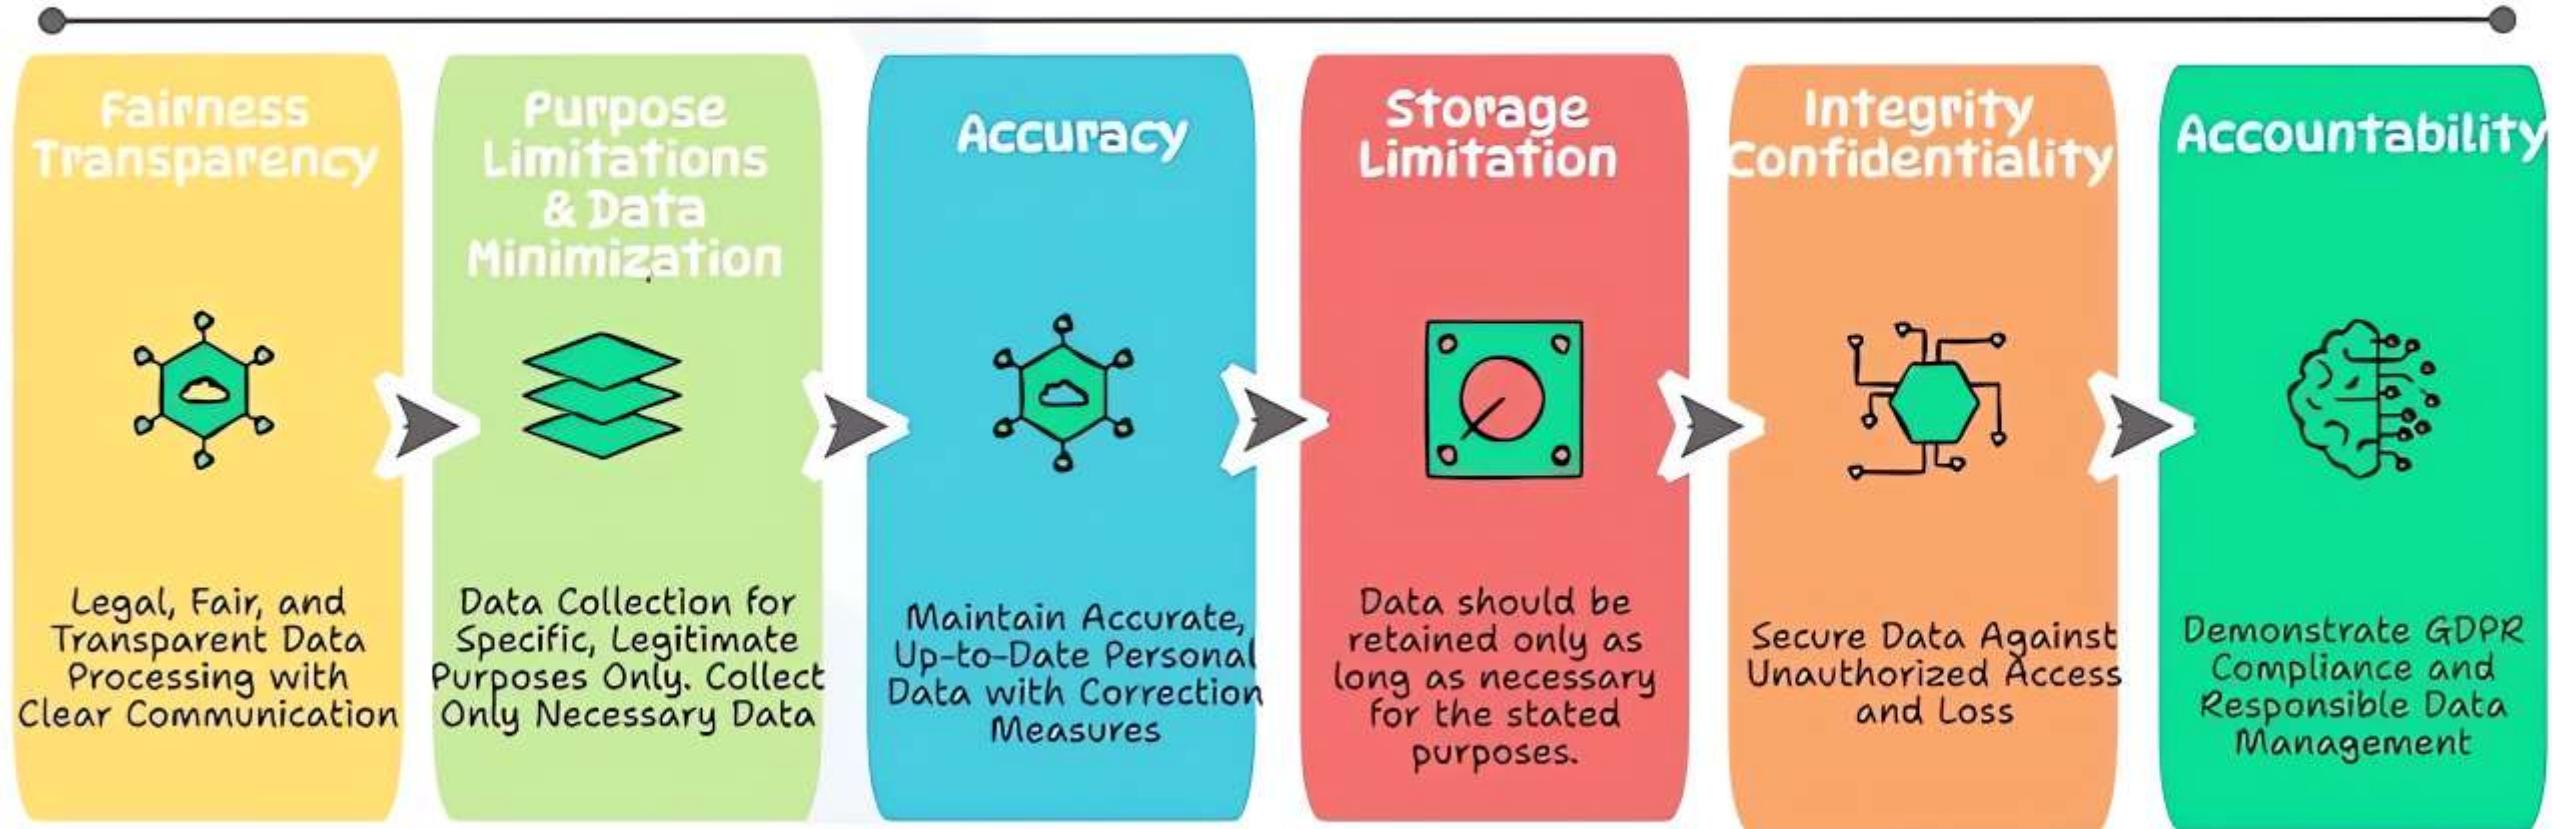 Fairness
Transparency
Legal, Fair, and
Transparent Data
Processing with
Clear Communication
Purpose
Limitations
& Data
Minimization
Data Collection for
Specific, Legitimate
Purposes Only. Collect
Only Necessary Data
Accuracy
Maintain Accurate,
Up-to-Date Personal
Data with Correction
Measures
Storage
Limitation
Data should be
retained only as
long as necessary
for the stated
purposes.
Integrity
Confidentiality
Secure Data Against
Unauthorized Access
and Loss
Accountability
Demonstrate GDPR
Compliance and
Responsible Data
Management